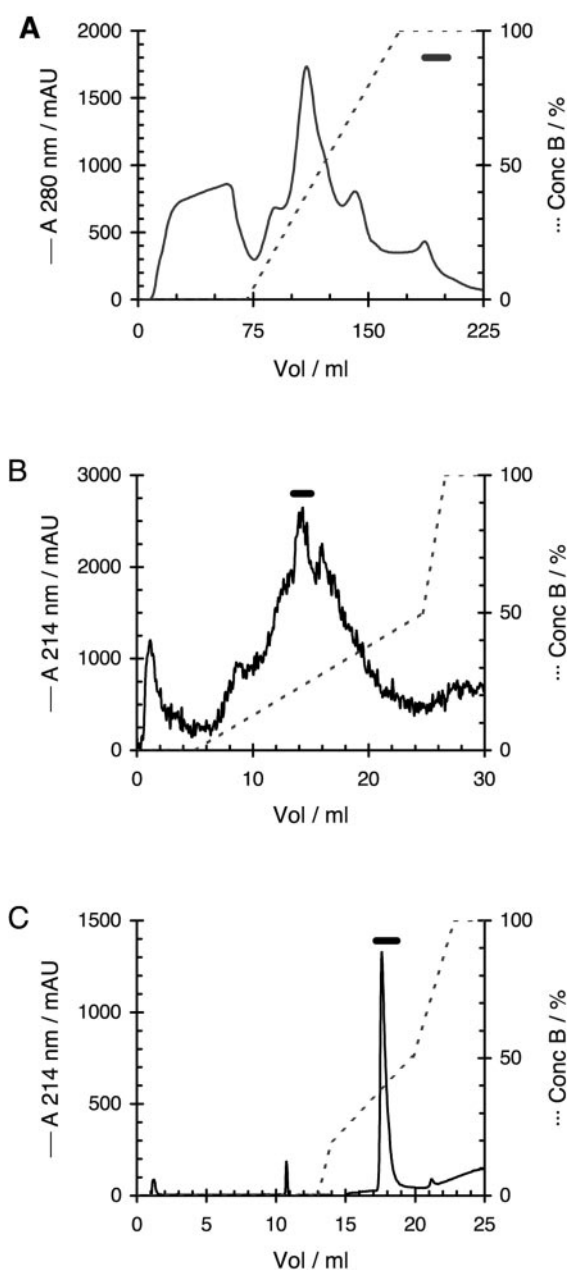 A
2000
1500
1000
500
0
— A 280 nm / mAU
100
50
0
··· Conc B / %
0 75 150 225
Vol / ml
B
3000
2000
1000
0
— A 214 nm / mAU
100
50
0
··· Conc B / %
0 10 20 30
Vol / ml
C
1500
1000
500
0
— A 214 nm / mAU
100
50
0
··· Conc B / %
0 5 10 15 20 25
Vol / ml